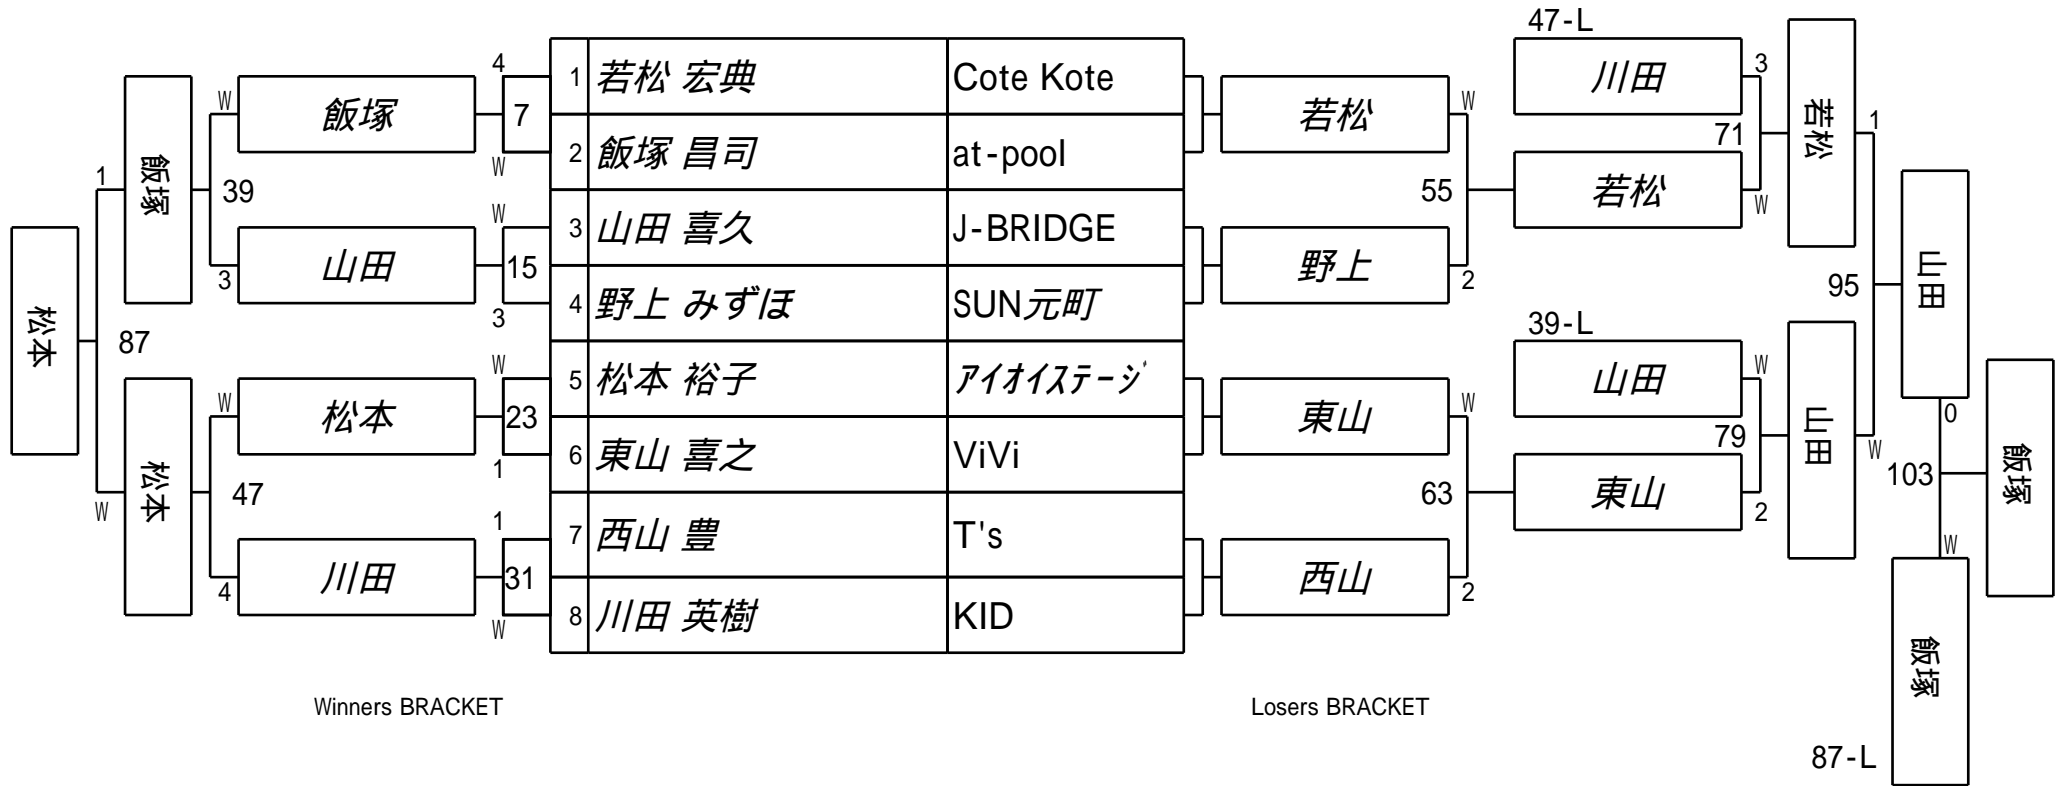 47-L
4
1 若松 宏典 Cote Kote
川田
3
W
飯塚
7
若松
W
若松
1
2 飯塚 昌司 at-pool
W
71
1
飯塚
39
55
若松
W
W
3 山田 喜久 J-BRIDGE
山田
15
野上
3
2
山田
4 野上 みずほ SUN元町
3
95
松本
87
39-L
W
5 松本 裕子 アイオイステージ
山田
W
W
松本
23
東山
W
0
79
山田
6 東山 喜之 ViVi
1
W
103
飯塚
W
松本
47
63
東山
2
1
7 西山 豊 T's
W
川田
31
西山
4
2
8 川田 英樹 KID
W
飯塚
Winners BRACKET
Losers BRACKET
87-L